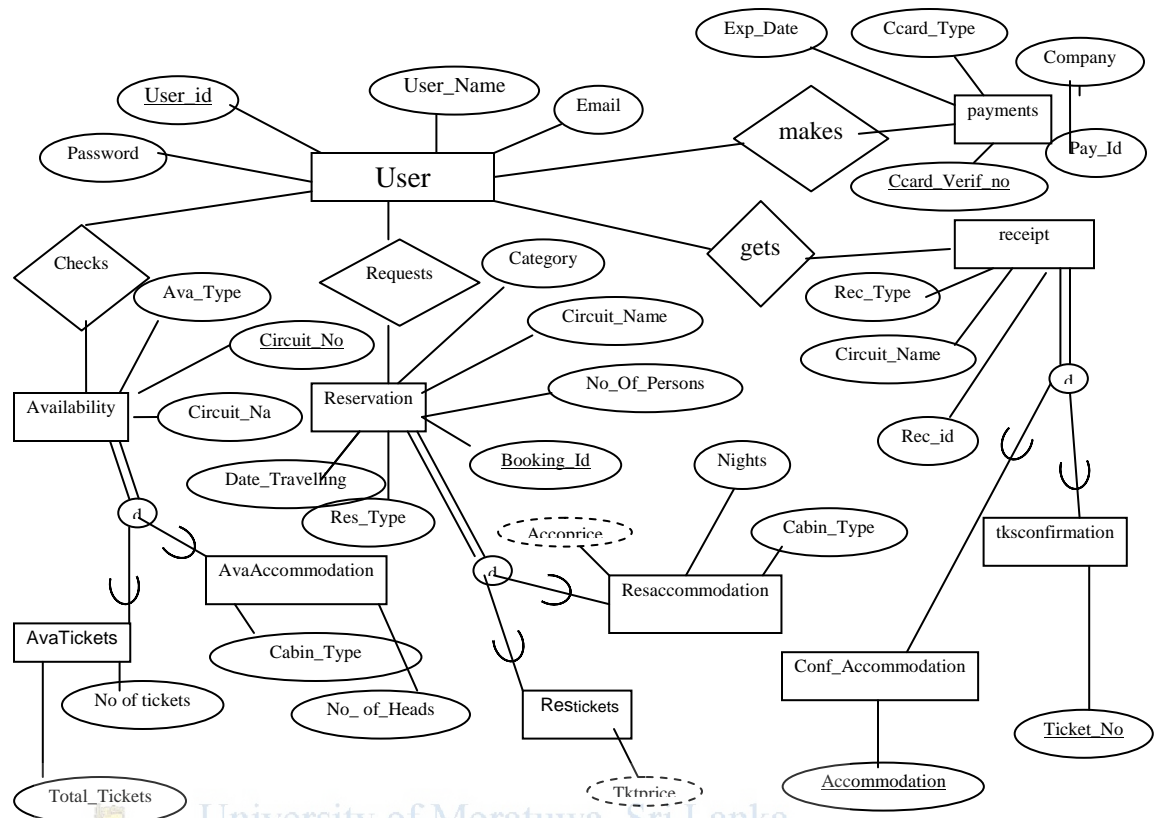 Exp_Date
Ccard_Type
Company
User_id
User_Name
Email
payments
makes
Password
Pay_Id
User
Ccard_Verif_no
receipt
gets
Checks
Requests
Category
Ava_Type
Rec_Type
Circuit_Name
Circuit_No
Circuit_Name
No_Of_Persons
d
Availability
Circuit_Na
Reservation
Rec_id
Booking_Id
Nights
Date_Travelling
Res_Type
d
Accoprice
Cabin_Type
tksconfirmation
AvaAccommodation
d
Resaccommodation
AvaTickets
Cabin_Type
Conf_Accommodation
No of tickets
No_ of_Heads
Restickets
Ticket_No
Total_Tickets
Tktprice
Accommodation
University of Moratuwa, Sri Lanka